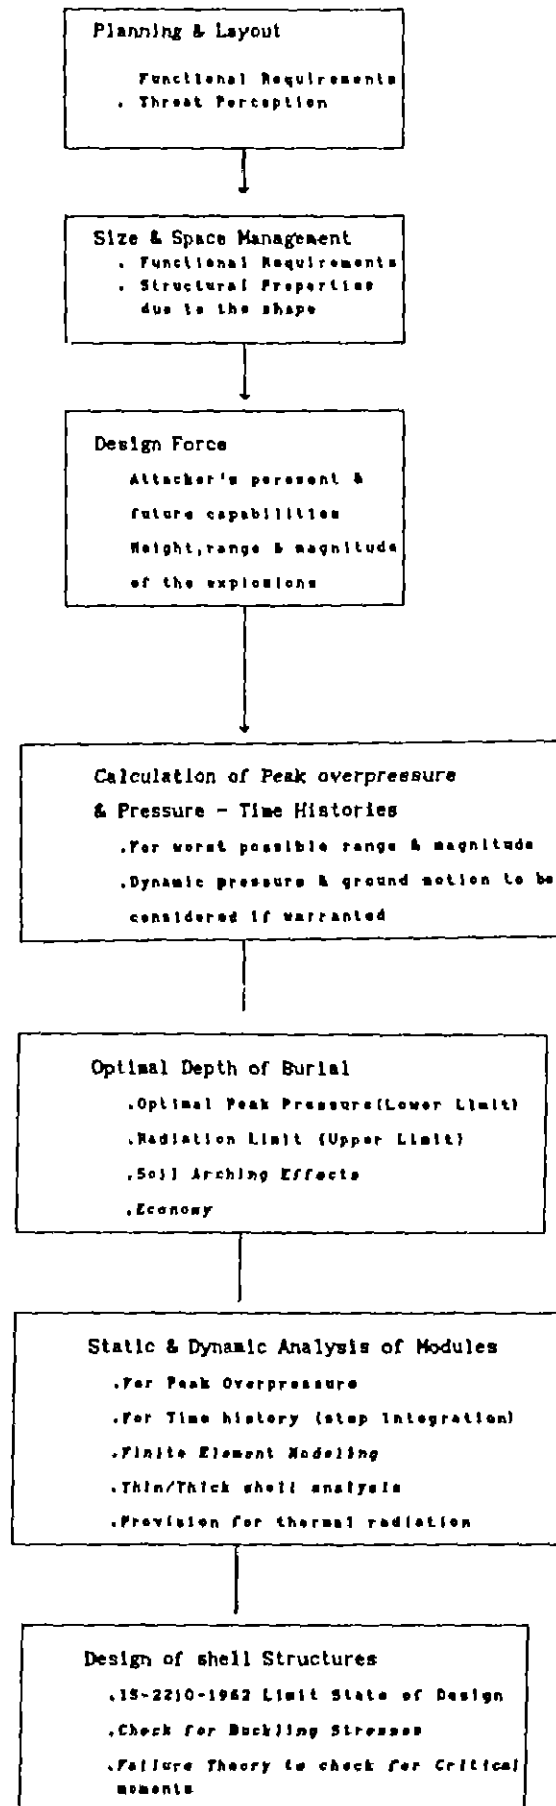 Planning & Layout
Functional Requirements
. Threat Perception
Size & Space Management
. Functional Requirements
. Structural Properties
due to the shape
Design Force
Attacker's peresent &
future capabilities
Weight,range & magnitude
of the explosions
Calculation of Peak overpressure
& Pressure - Time Histories
.For worst possible range & magnitude
.Dynamic pressure & ground motion to be
considered if warranted
Optimal Depth of Burial
.Optimal Peak Pressure(Lower Limit)
.Radiation Limit (Upper Limit)
.Soil Arching Effects
.Economy
Static & Dynamic Analysis of Modules
.For Peak Overpressure
.For Time history (step Integration)
.Finite Element Modeling
.Thin/Thick shell analysis
.Provision for thermal radiation
Design of shell Structures
.IS-2210-1962 Limit State of Design
.Check for Buckling Stresses
.Failure Theory to check for Critical
moments